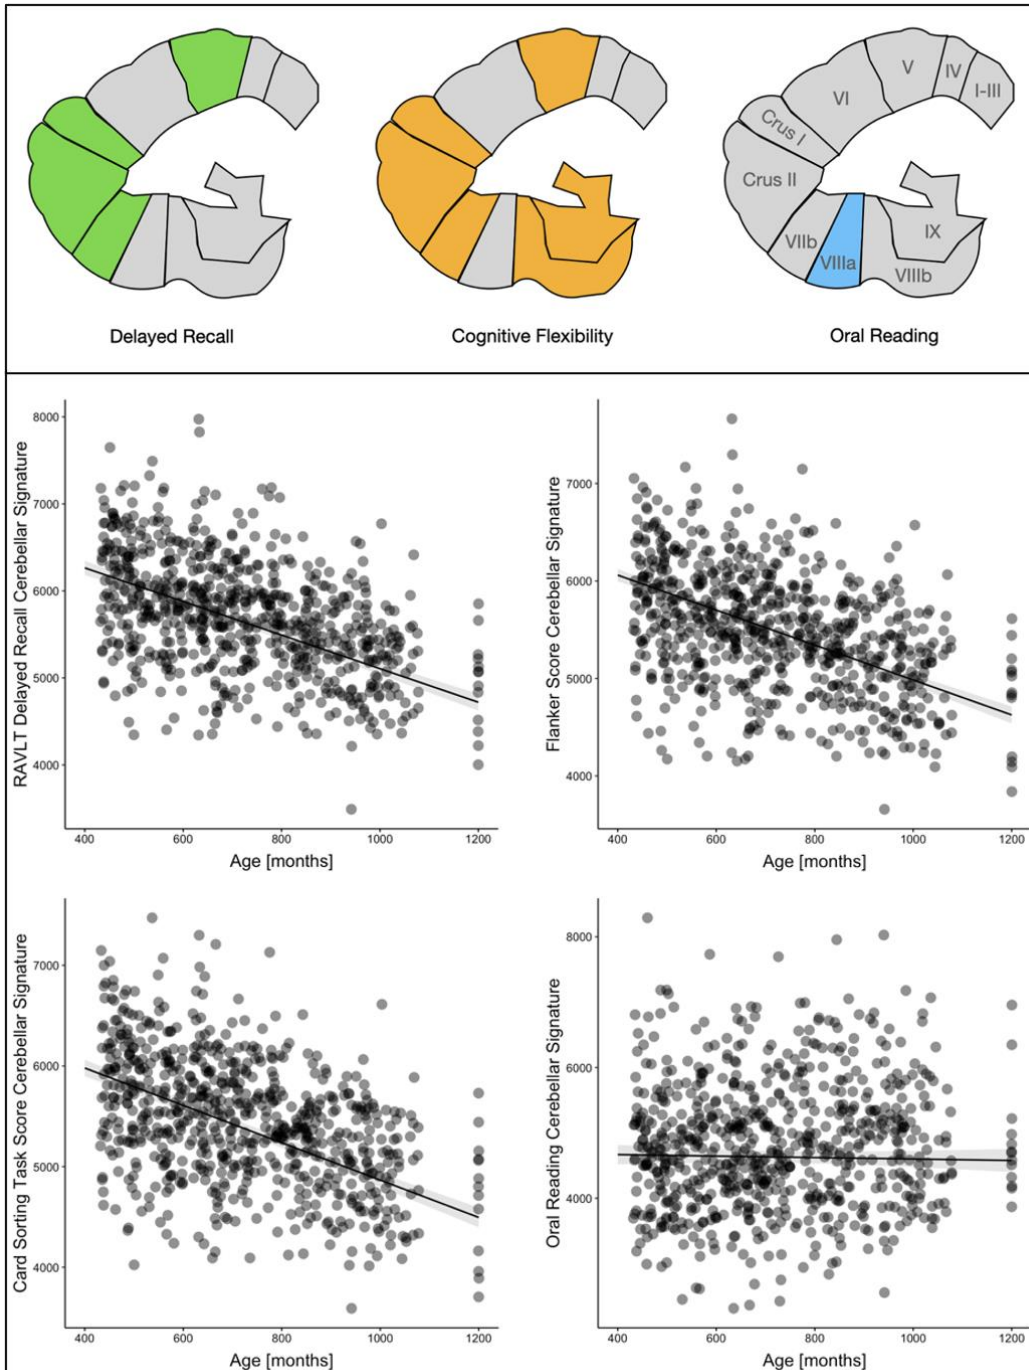 V
IV
I-III
VI
Crus I
Crus II
VIIb
VIIIa
IX
VIIIb
Delayed Recall
Cognitive Flexibility
Oral Reading
RAVLT Delayed Recall Cerebellar Signature
8000
7000
6000
5000
4000
400 600 800 1000 1200
Age [months]
Flanker Score Cerebellar Signature
7000
6000
5000
4000
400 600 800 1000 1200
Age [months]
Card Sorting Task Score Cerebellar Signature
7000
6000
5000
4000
400 600 800 1000 1200
Age [months]
Oral Reading Cerebellar Signature
8000
6000
4000
400 600 800 1000 1200
Age [months]